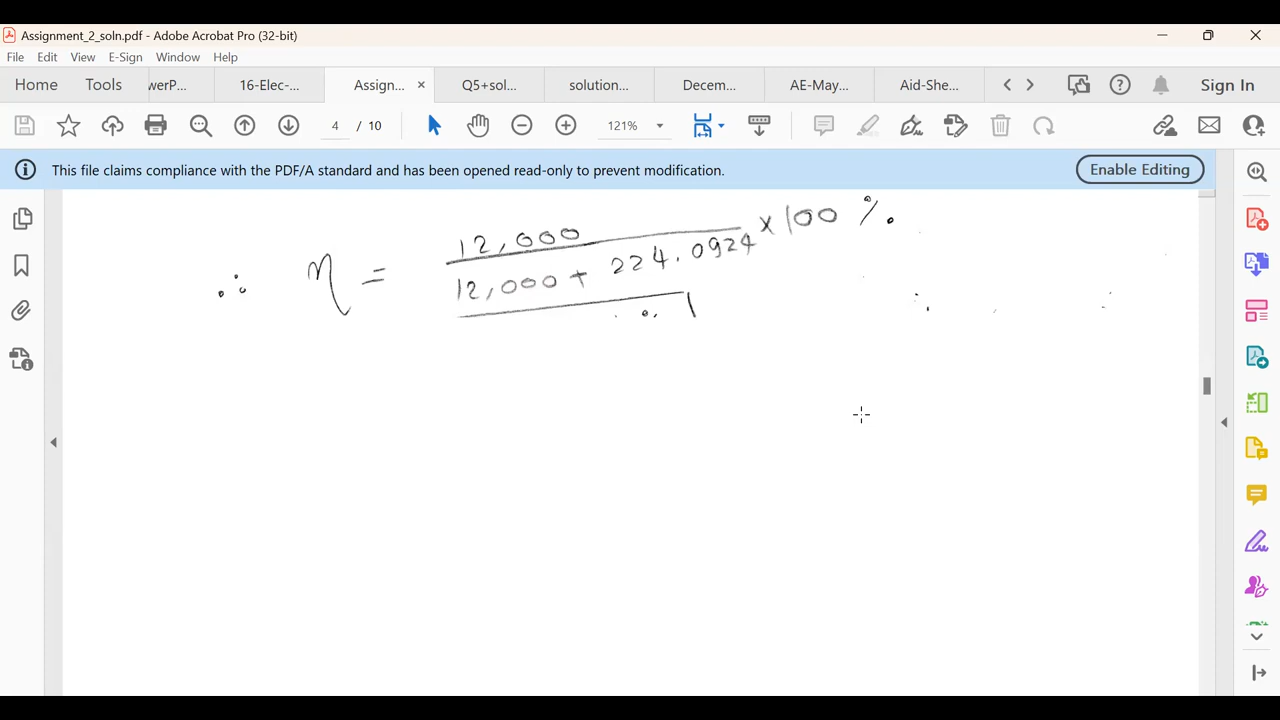 Assignment_2_soln.pdf - Adobe Acrobat Pro (32-bit)
File Edit View Window E-Sign Help
Home Tools werP... 16-Elec-... Assign... × Q5+sol... solution... Decem... AE-May... Aid-She... Sign In
4 / 10 121%
This file claims compliance with the PDF/A standard and has been opened read-only to prevent modification. Enable Editing
12,000
∴ η = ———————— × 100 %.
12,000 + 224.0924